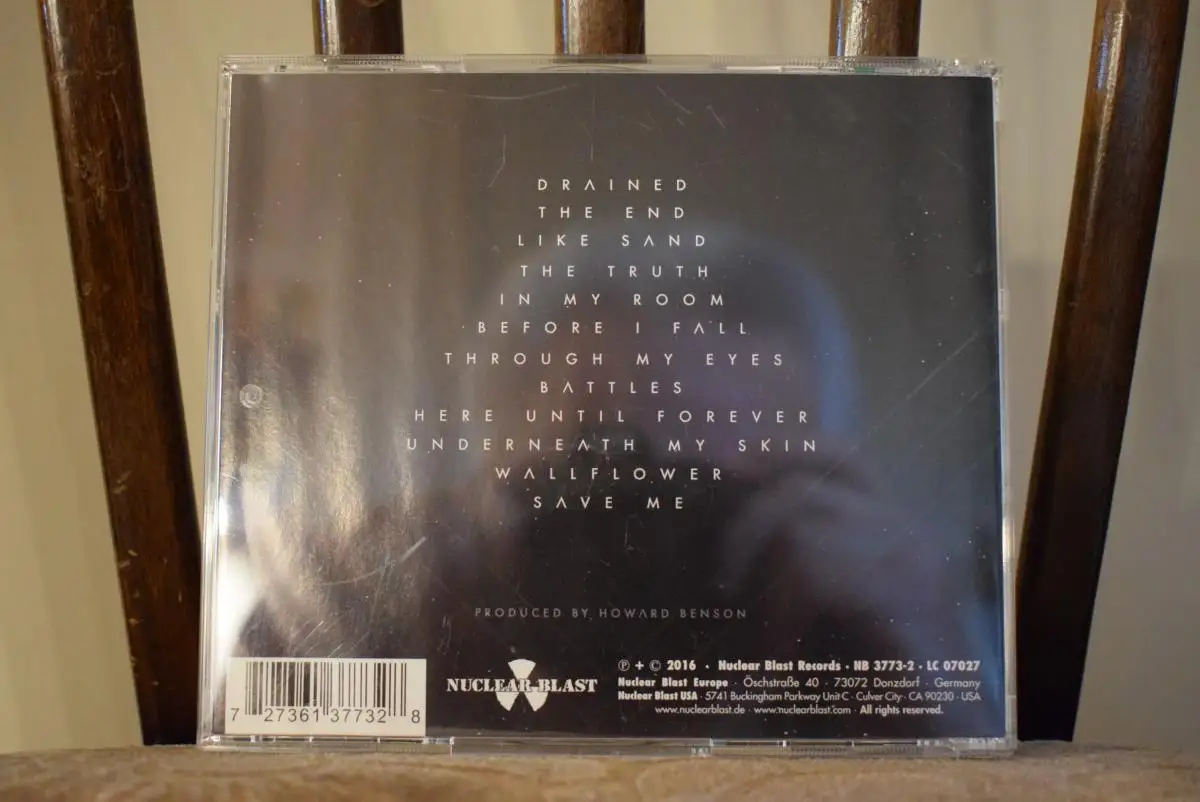 DRAINED
THE END
LIKE SAND
THE TRUTH
IN MY ROOM
BEFORE I FALL
THROUGH MY EYES
BATTLES
HERE UNTIL FOREVER
UNDERNEATH MY SKIN
WALLFLOWER
SAVE ME
PRODUCED BY HOWARD BENSON
7 27361 37732 8
NUCLEAR BLAST
℗ + © 2016 · Nuclear Blast Records · NB 3773-2 · LC 07027
Nuclear Blast Europe · Öschstraße 40 · 73072 Donzdorf · Germany
Nuclear Blast USA · 5741 Buckingham Parkway Unit C · Culver City · CA 90230 · USA
www.nuclearblast.de · www.nuclearblast.com · All rights reserved.